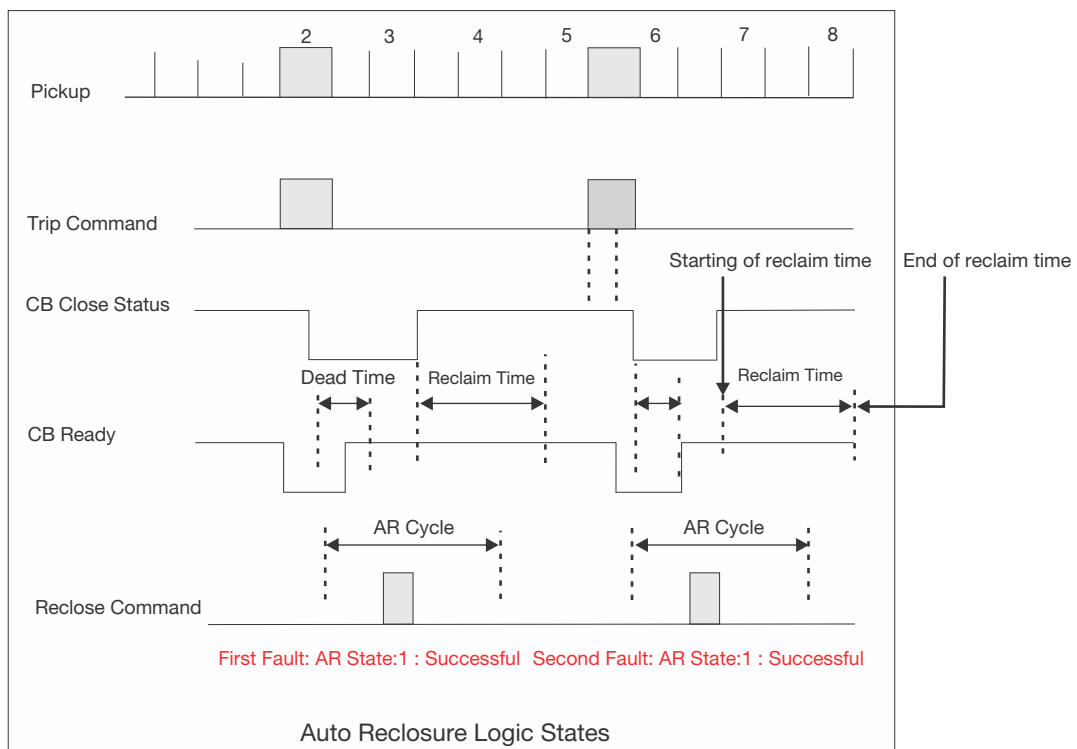 2 3 4 5 6 7 8
Pickup
Trip Command
Starting of reclaim time End of reclaim time
CB Close Status
Dead Time Reclaim Time Reclaim Time
CB Ready
AR Cycle AR Cycle
Reclose Command
First Fault: AR State:1 : Successful Second Fault: AR State:1 : Successful
Auto Reclosure Logic States